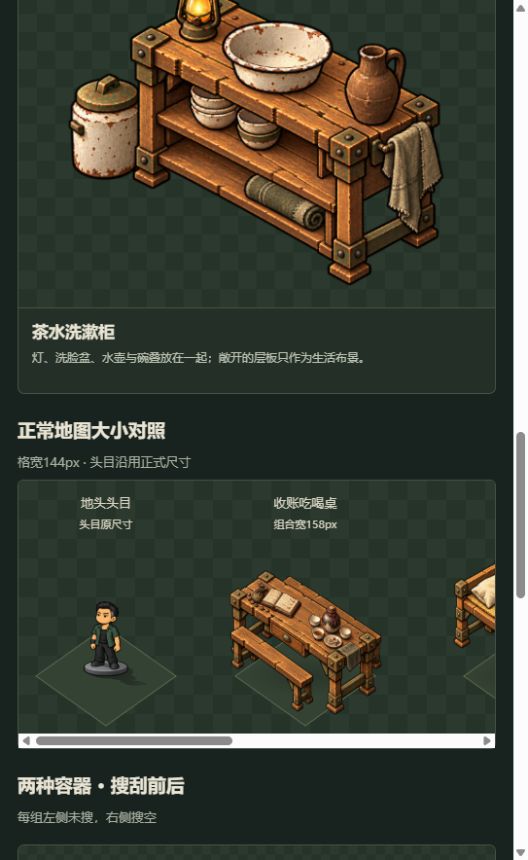 茶水洗漱柜
灯、洗脸盆、水壶与碗叠放在一起；敞开的层板只作为生活布景。
正常地图大小对照
格宽144px · 头目沿用正式尺寸
地头头目
头目原尺寸
收账吃喝桌
组合宽158px
两种容器 · 搜刮前后
每组左侧未搜，右侧搜空